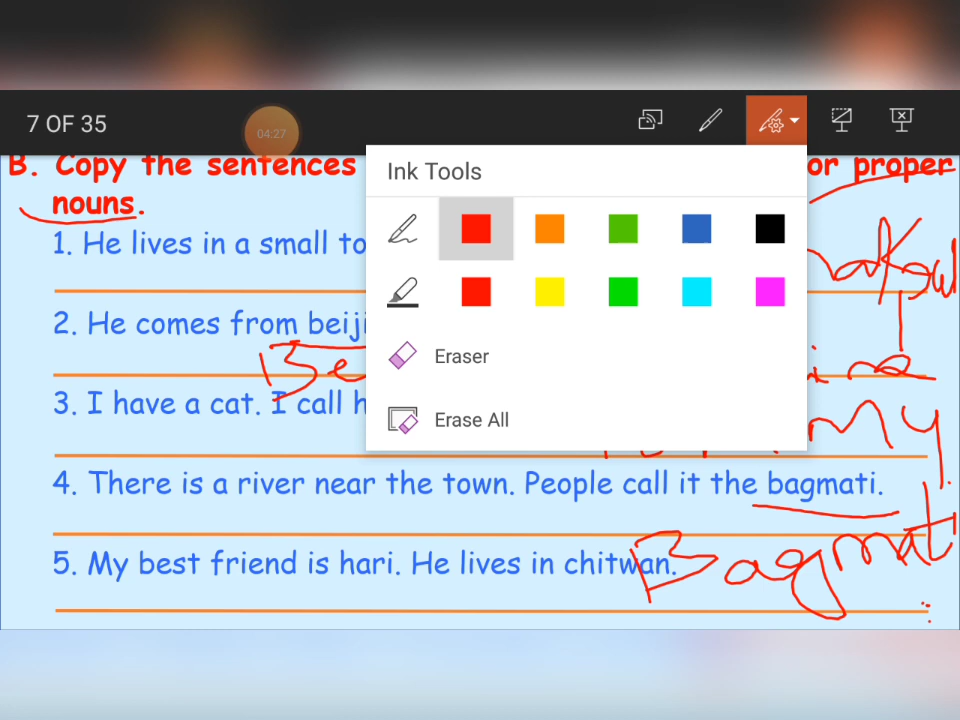 7 OF 35
04:27
Ink Tools
B. Copy the sentences or proper
nouns.
1. He lives in a small to
2. He comes from beiji
Be
Eraser
3. I have a cat. I call h
Erase All
my
4. There is a river near the town. People call it the bagmati.
5. My best friend is hari. He lives in chitwan.
Bagmati